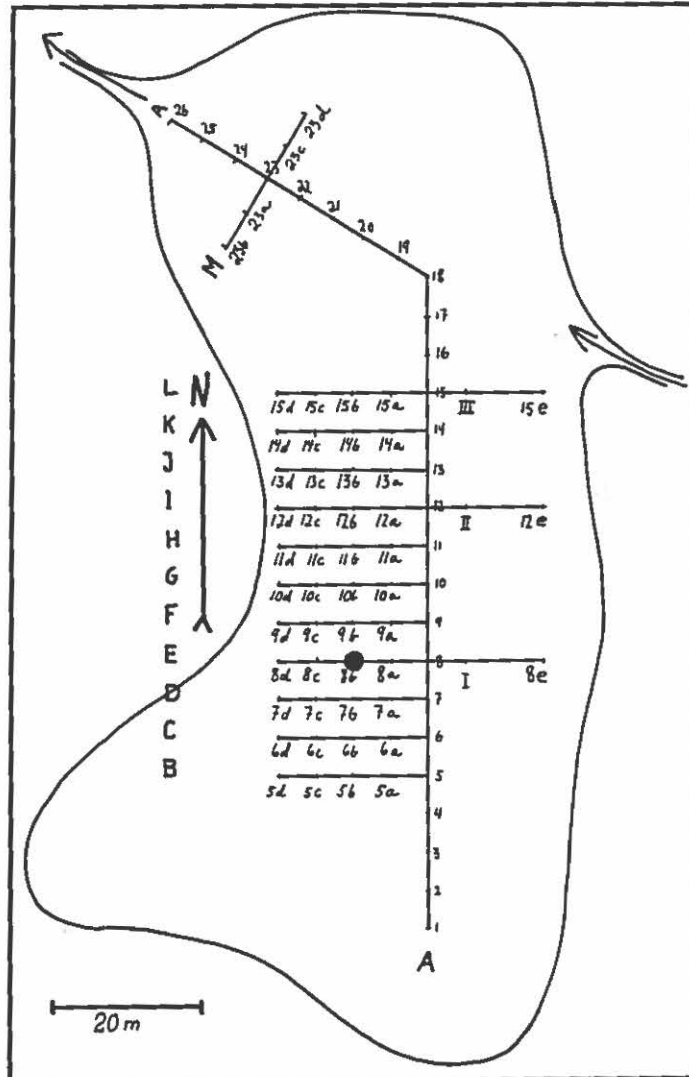 A 26 25 24 23 22 21 20 19 18
23d
23c
23a
23b
M
17
16
L N 15
15d 15c 15b 15a III 15e
K 14
14d 14c 14b 14a
J 13
13d 13c 13b 13a
I 12
12d 12c 12b 12a II 12e
H 11
11d 11c 11b 11a
G 10
10d 10c 10b 10a
F 9
9d 9c 9b 9a
E 8
8d 8c 8b 8a I 8e
D 7
7d 7c 7b 7a
C 6
6d 6c 6b 6a
B 5
5d 5c 5b 5a
4
3
2
1
A
20 m